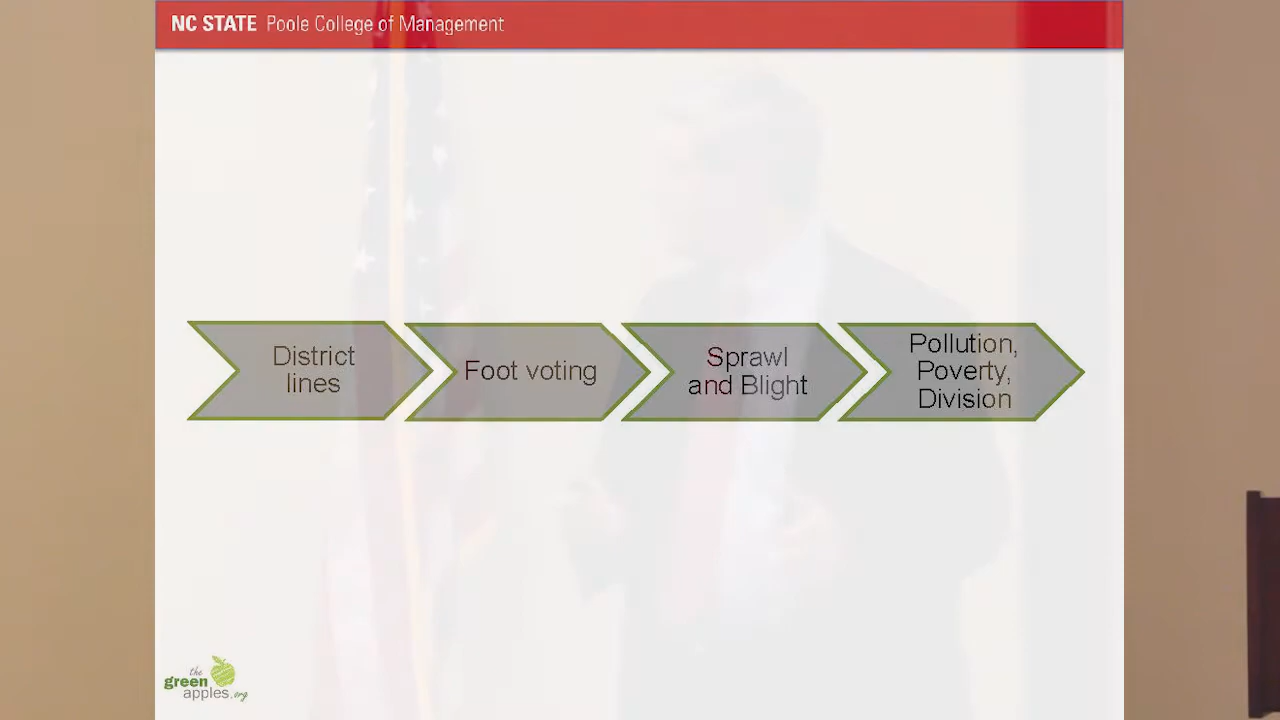 NC STATE Poole College of Management
District
lines
Foot voting
Sprawl
and Blight
Pollution,
Poverty,
Division
the
green
apples.org